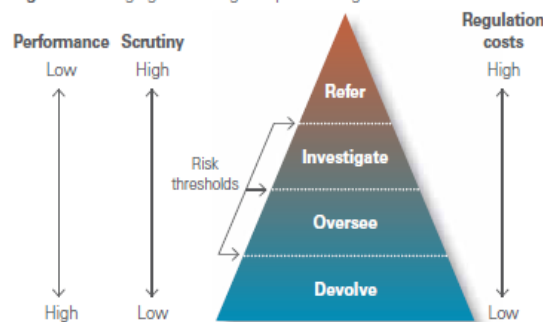 Performance Scrutiny
Regulation
costs
Low
High
High
Refer
Investigate
Risk
thresholds
Oversee
Devolve
High
Low
Low